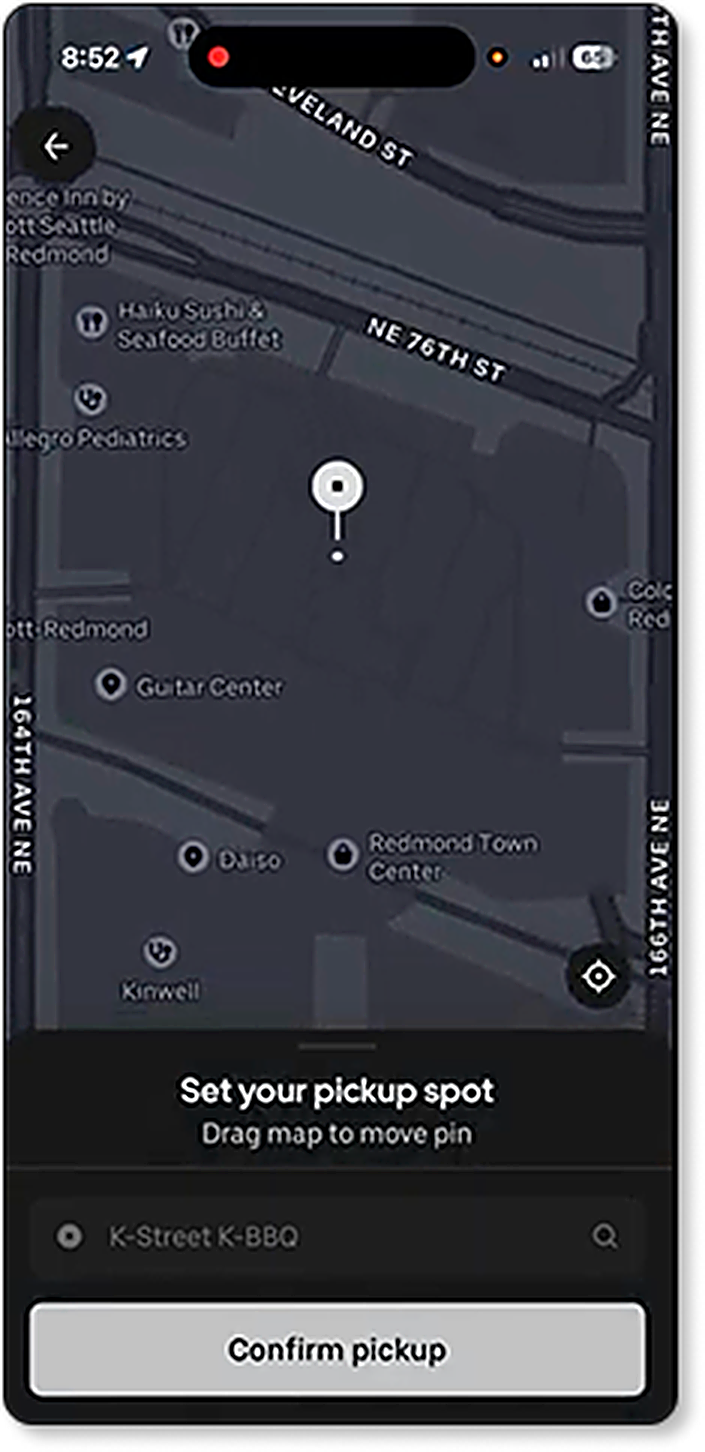 8:52
65
EVELAND ST
TH AVE NE
ence Inn by
ott Seattle
Redmond
Haiku Sushi &
Seafood Buffet
NE 76TH ST
llegro Pediatrics
Colo
Red
ott-Redmond
Guitar Center
164TH AVE NE
Daiso
Redmond Town
Center
166TH AVE NE
Kinwell
Set your pickup spot
Drag map to move pin
K-Street K-BBQ
Confirm pickup